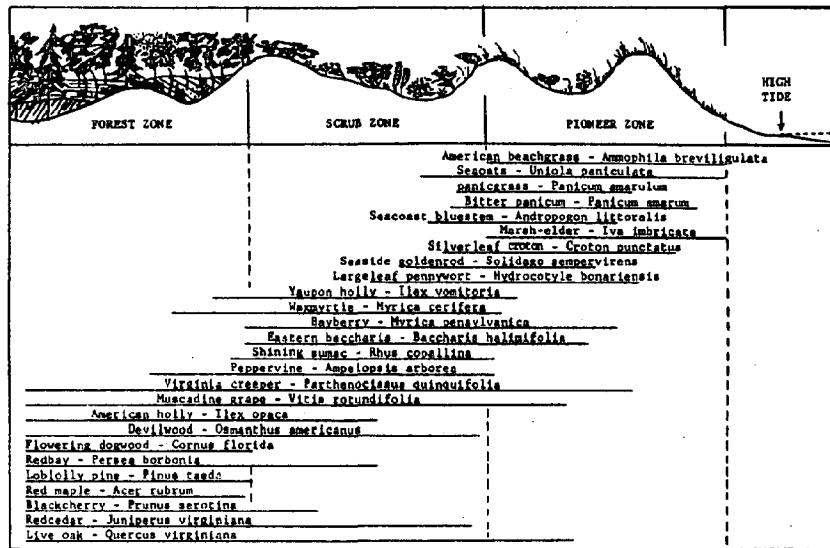 HIGH
TIDE
FOREST ZONE SCRUB ZONE PIONEER ZONE
American beachgrass - Ammophila breviligulata
Seaoats - Uniola paniculata
panicgrass - Panicum amarulum
Bitter panicum - Panicum amarum
Seacoast bluestem - Andropogon littoralis
Marsh-elder - Iva imbricata
Silverleaf croton - Croton punctatus
Seaside goldenrod - Solidago sempervirens
Largeleaf pennywort - Hydrocotyle bonariensis
Yaupon holly - Ilex vomitoria
Waxmyrtle - Myrica cerifera
Bayberry - Myrica pensylvanica
Eastern baccharis - Baccharis halimifolia
Shining sumac - Rhus copallina
Peppervine - Ampelopsis arborea
Virginia creeper - Parthenocissus quinquifolia
Muscadine grape - Vitis rotundifolia
American holly - Ilex opaca
Devilwood - Osmanthus americanus
Flowering dogwood - Cornus florida
Redbay - Persea borbonia
Loblolly pine - Pinus taeda
Red maple - Acer rubrum
Blackcherry - Prunus serotina
Redcedar - Juniperus virginiana
Live oak - Quercus virginiana